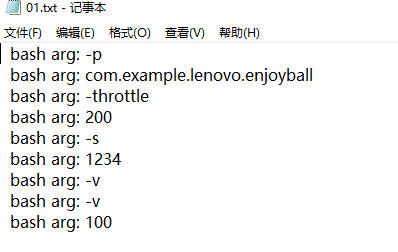 01.txt - 记事本
文件(F) 编辑(E) 格式(O) 查看(V) 帮助(H)
bash arg: -p
bash arg: com.example.lenovo.enjoyball
bash arg: -throttle
bash arg: 200
bash arg: -s
bash arg: 1234
bash arg: -v
bash arg: -v
bash arg: 100